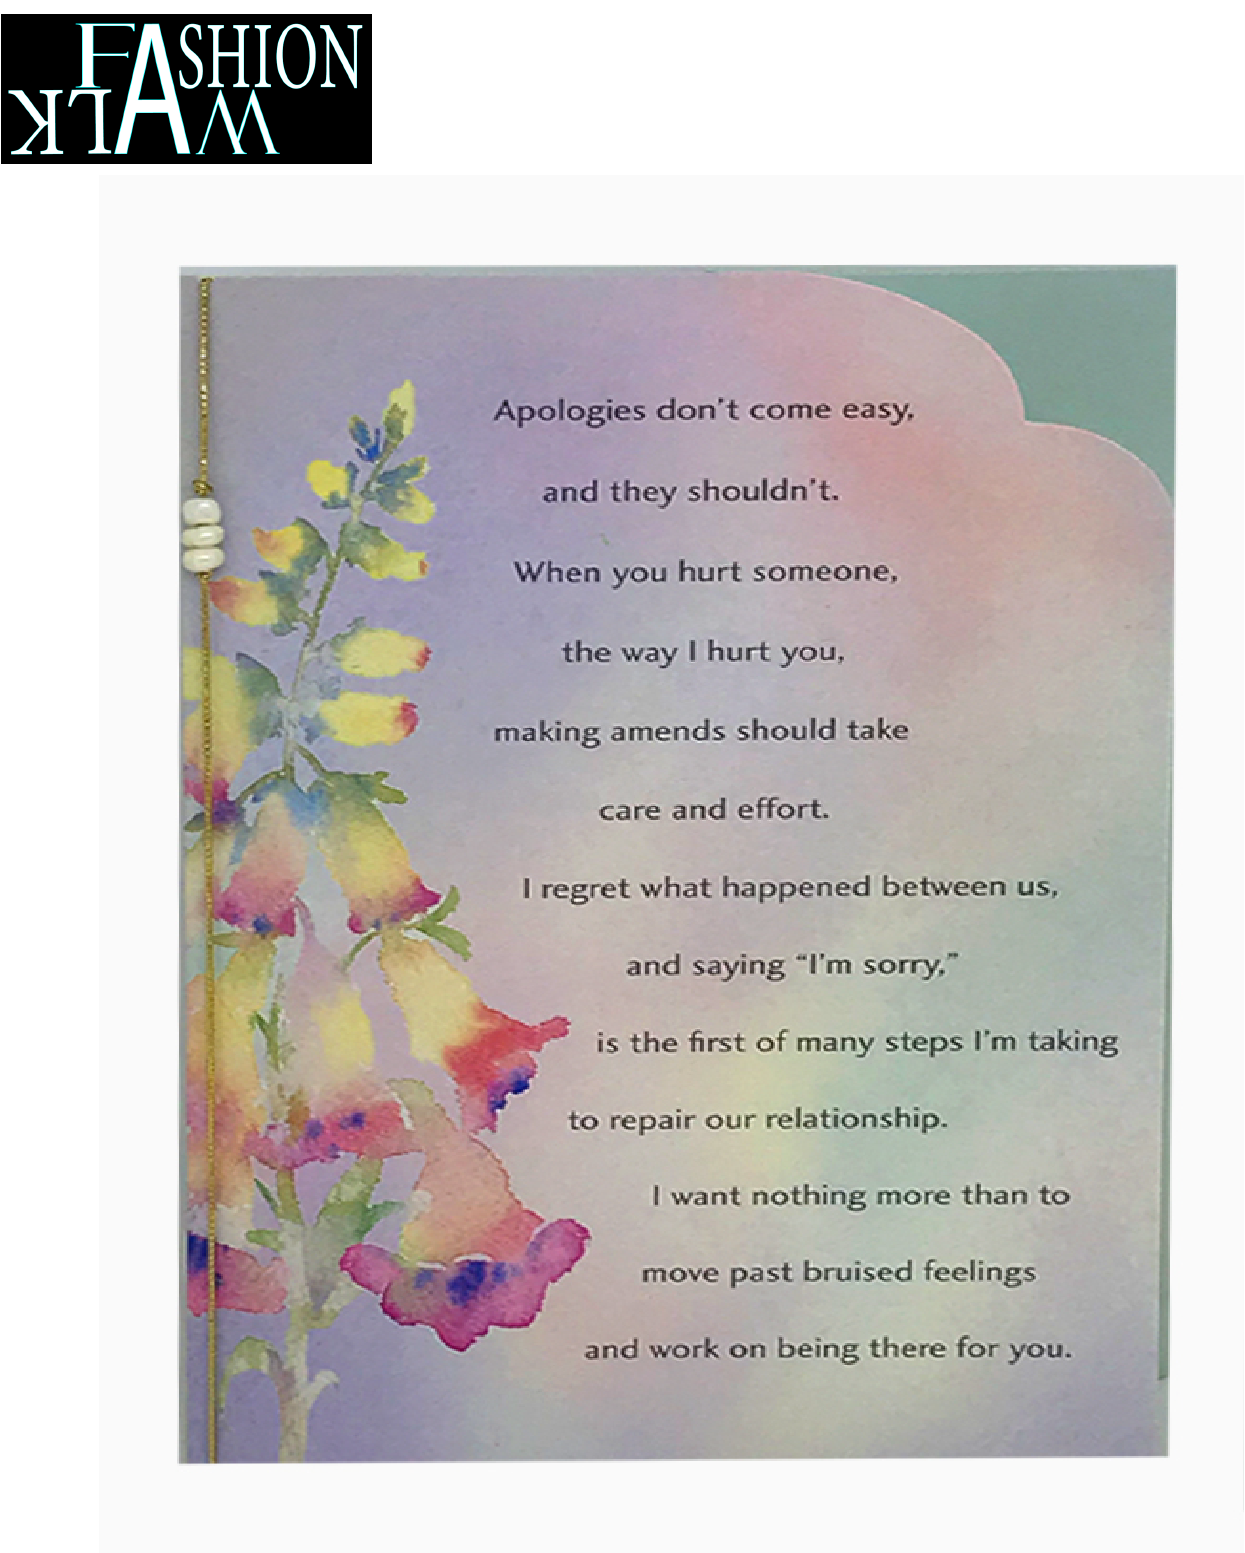 FASHION
WALK
Apologies don't come easy,
and they shouldn't.
When you hurt someone,
the way I hurt you,
making amends should take
care and effort.
I regret what happened between us,
and saying “I'm sorry,”
is the first of many steps I'm taking
to repair our relationship.
I want nothing more than to
move past bruised feelings
and work on being there for you.